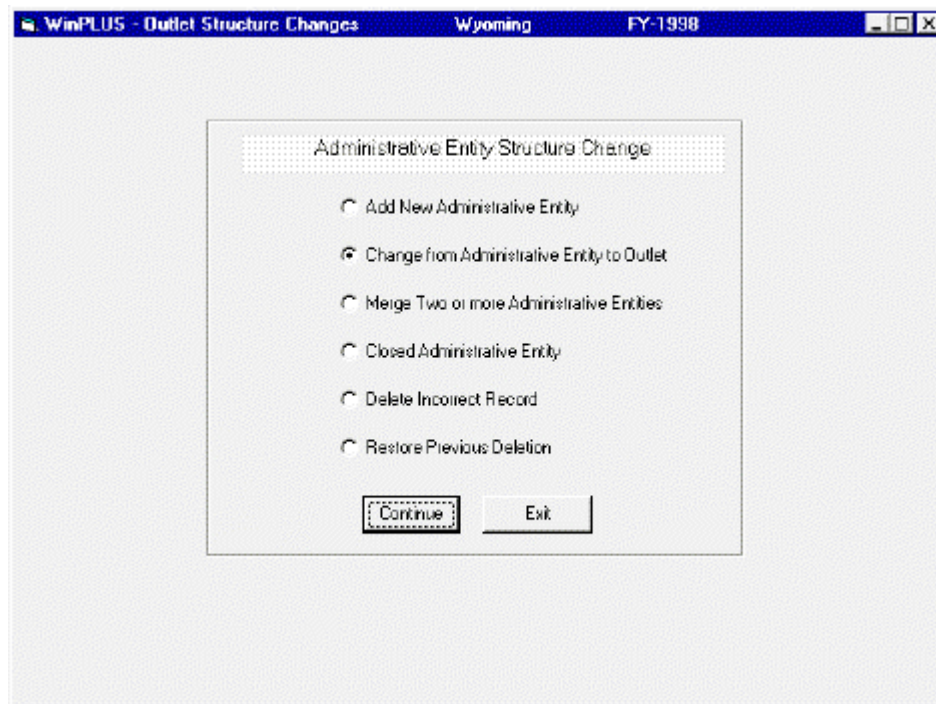 WinPLUS - Outlet Structure Changes Wyoming FY-1998
Administrative Entity Structure Change
Add New Administrative Entity
Change from Administrative Entity to Outlet
Merge Two or more Administrative Entities
Closed Administrative Entity
Delete Incorrect Record
Restore Previous Deletion
Continue Exit